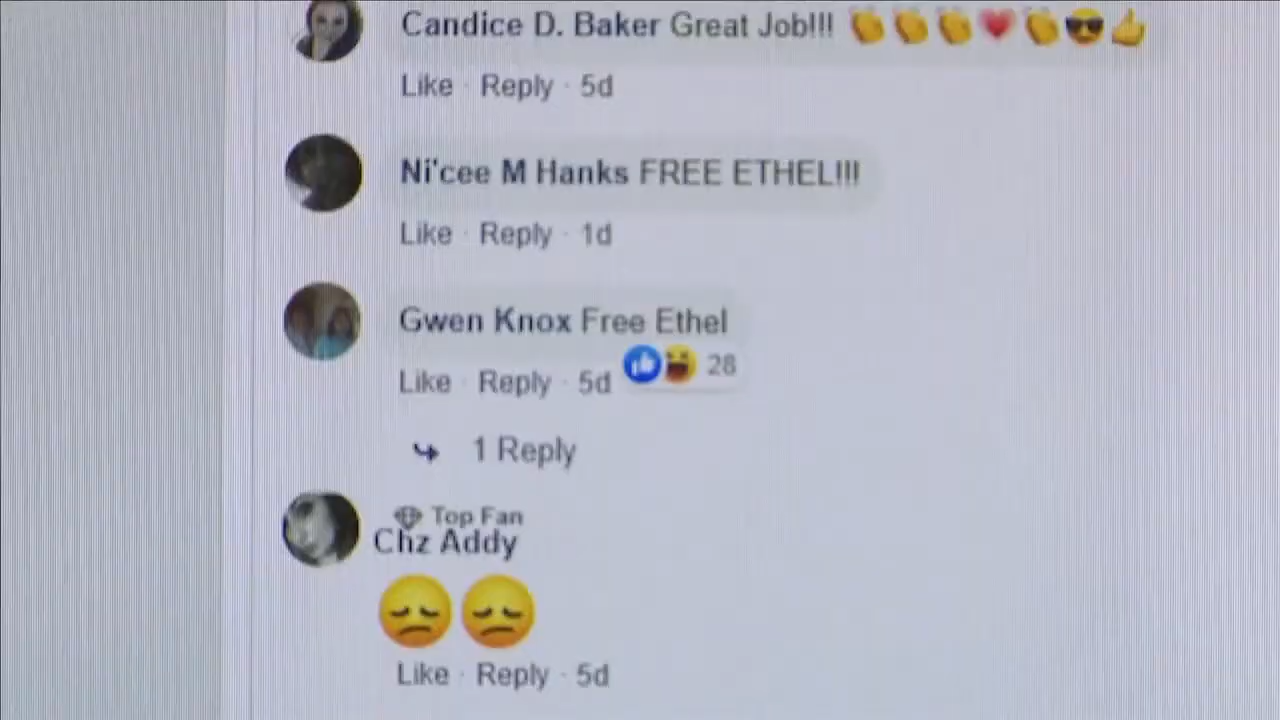 Candice D. Baker Great Job!!! 👏👏👏❤️👏😎👍
Like · Reply · 5d
Ni'cee M Hanks FREE ETHEL!!!
Like · Reply · 1d
Gwen Knox Free Ethel
Like · Reply · 5d 28
1 Reply
Top Fan
Chz Addy
😞😞
Like · Reply · 5d